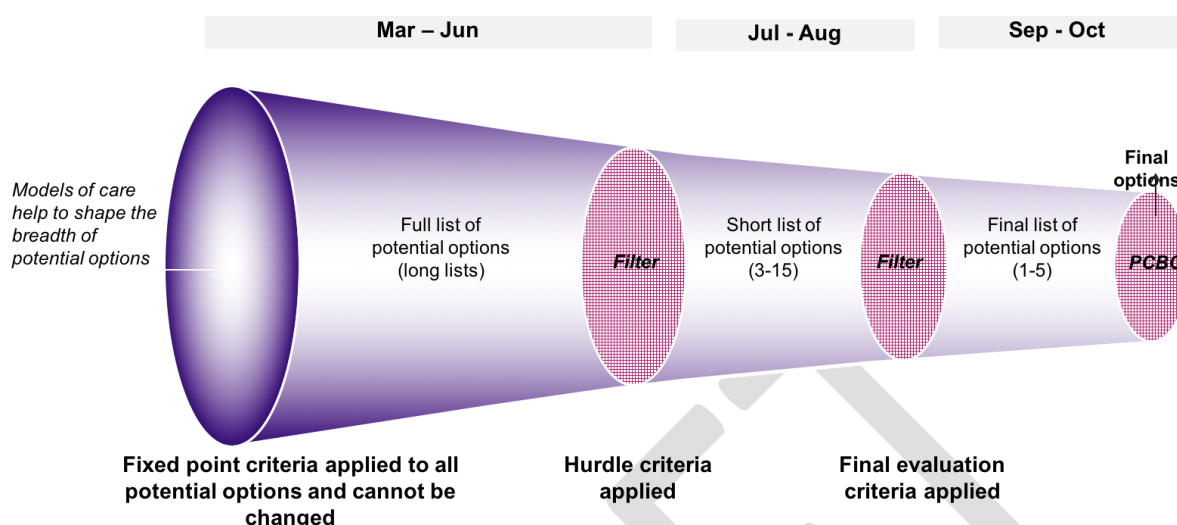 Mar – Jun
Jul - Aug
Sep - Oct
Models of care
help to shape the
breadth of
potential options
Full list of
potential options
(long lists)
Filter
Short list of
potential options
(3-15)
Filter
Final list of
potential options
(1-5)
Final
options
PCBC
Fixed point criteria applied to all
potential options and cannot be
changed
Hurdle criteria
applied
Final evaluation
criteria applied